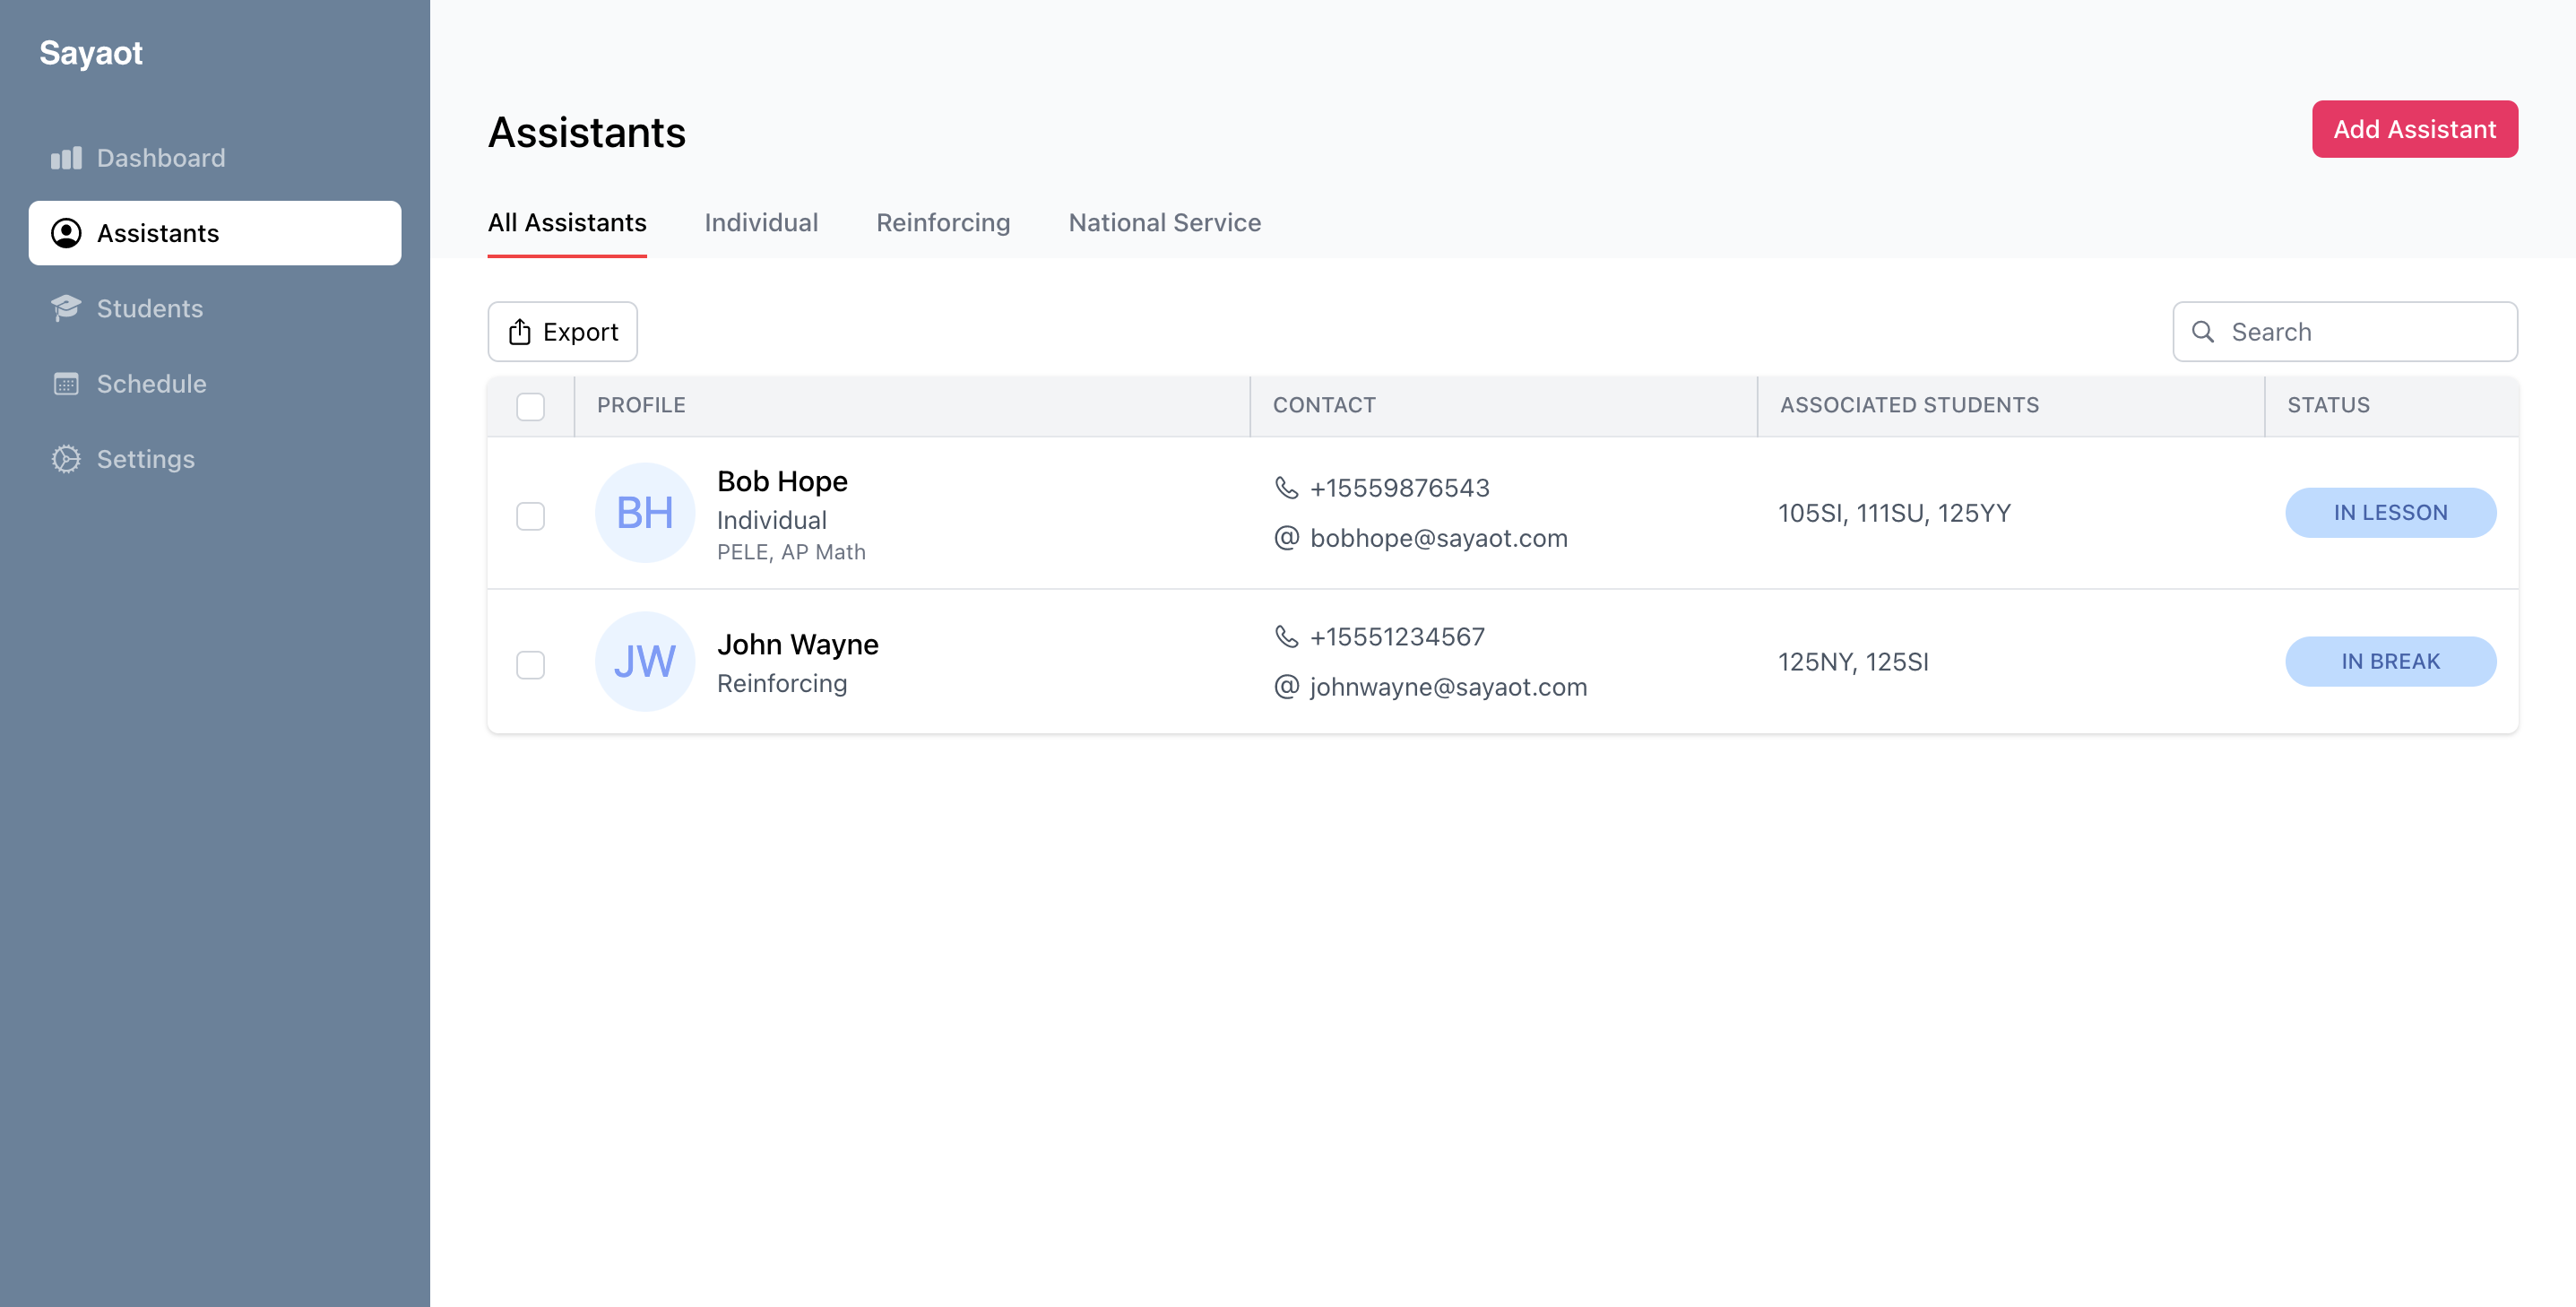 Sayaot
Dashboard
Assistants
Students
Schedule
Settings
Assistants
Add Assistant
All Assistants Individual Reinforcing National Service
Export
Search
PROFILE CONTACT ASSOCIATED STUDENTS STATUS
BH
Bob Hope
Individual
PELE, AP Math
+15559876543
@ bobhope@sayaot.com
105SI, 111SU, 125YY
IN LESSON
JW
John Wayne
Reinforcing
+15551234567
@ johnwayne@sayaot.com
125NY, 125SI
IN BREAK